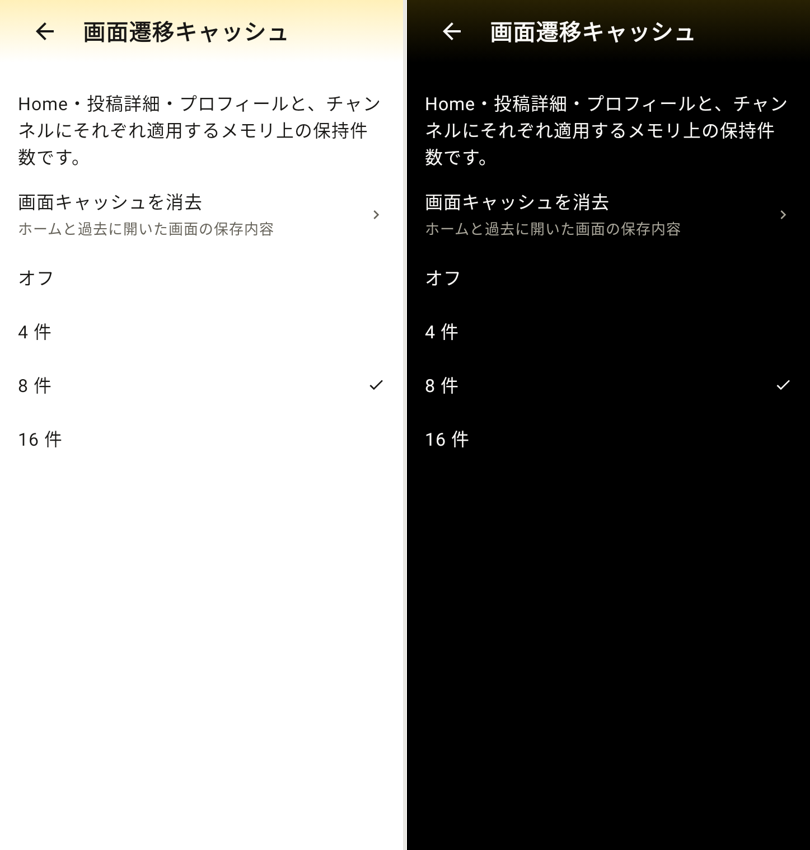 画面遷移キャッシュ
Home・投稿詳細・プロフィールと、チャン
ネルにそれぞれ適用するメモリ上の保持件
数です。
画面キャッシュを消去
ホームと過去に開いた画面の保存内容
オフ
4 件
8 件
16 件
画面遷移キャッシュ
Home・投稿詳細・プロフィールと、チャン
ネルにそれぞれ適用するメモリ上の保持件
数です。
画面キャッシュを消去
ホームと過去に開いた画面の保存内容
オフ
4 件
8 件
16 件